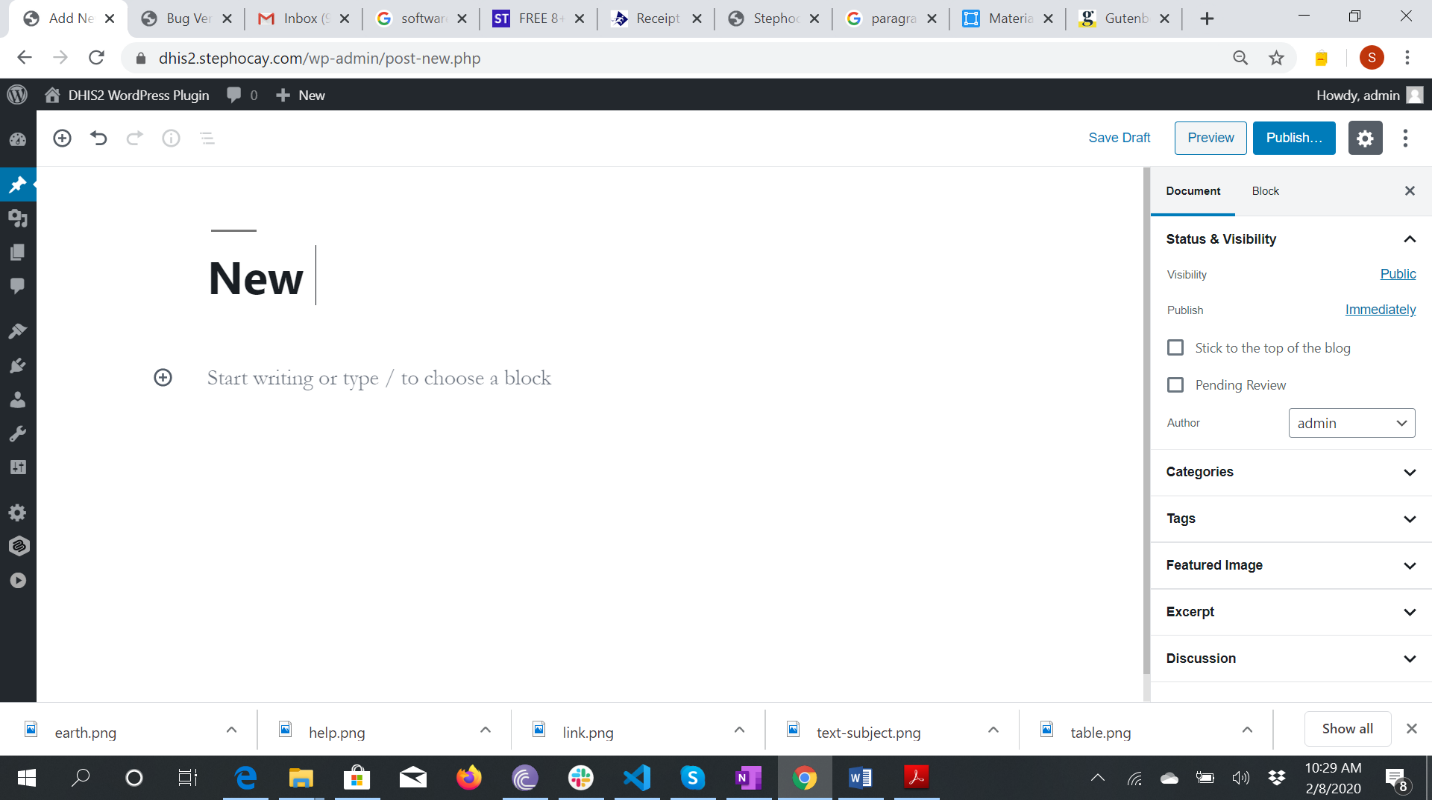 Add Ne
Bug Ver
Inbox (9
software
ST FREE 8+
Receipt
Stephoc
paragra
Materia
g Gutenb
dhis2.stephocay.com/wp-admin/post-new.php
S
DHIS2 WordPress Plugin 0 New
Howdy, admin
Save Draft Preview Publish...
Document Block
Status & Visibility
Visibility Public
Publish Immediately
Stick to the top of the blog
Pending Review
Author admin
Categories
Tags
Featured Image
Excerpt
Discussion
New
Start writing or type / to choose a block
earth.png
help.png
link.png
text-subject.png
table.png
Show all
10:29 AM
2/8/2020
8